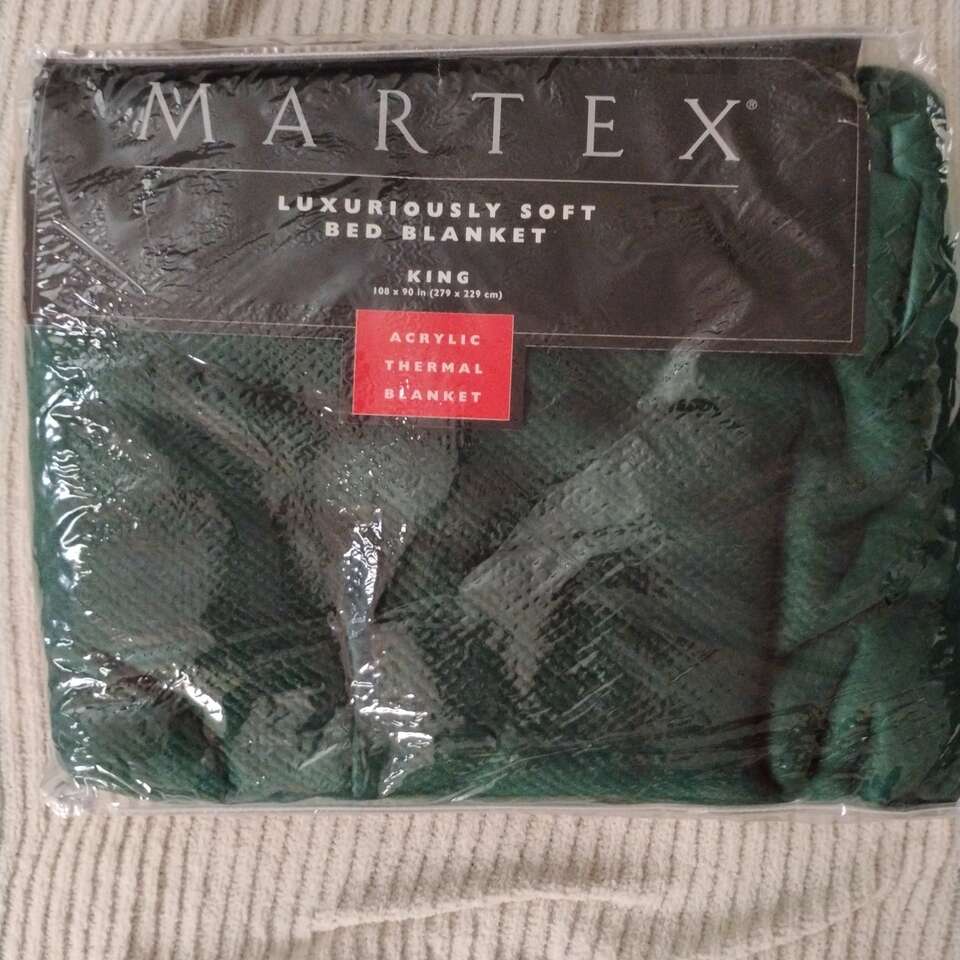 MARTEX®
LUXURIOUSLY SOFT
BED BLANKET
KING
108 x 90 in (279 x 229 cm)
ACRYLIC
THERMAL
BLANKET